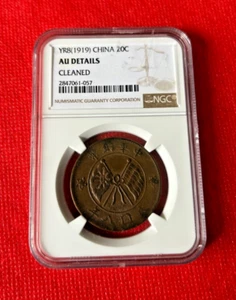 YR8(1919) CHINA 20C
AU DETAILS
CLEANED
2847061-057
NUMISMATIC GUARANTY CORPORATION
NGC